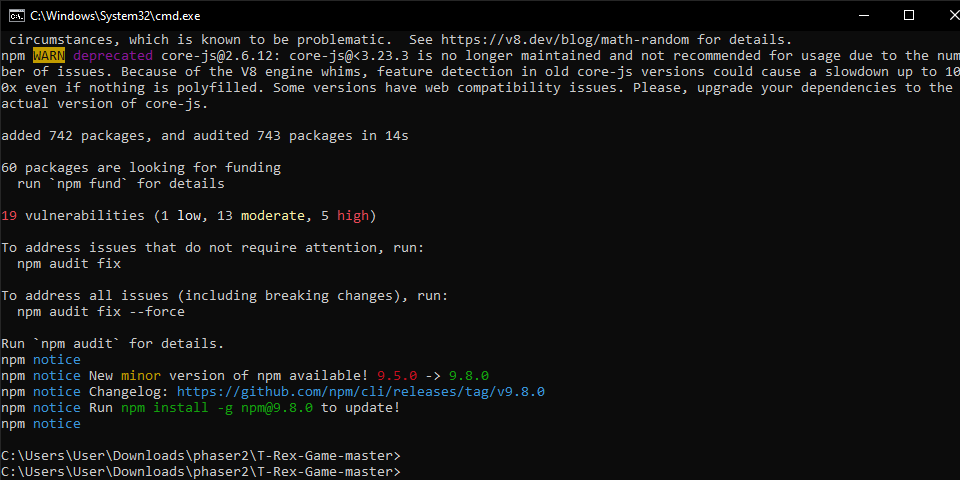 C:\Windows\System32\cmd.exe
circumstances, which is known to be problematic.  See https://v8.dev/blog/math-random for details.
npm WARN deprecated core-js@2.6.12: core-js@<3.23.3 is no longer maintained and not recommended for usage due to the num
ber of issues. Because of the V8 engine whims, feature detection in old core-js versions could cause a slowdown up to 10
0x even if nothing is polyfilled. Some versions have web compatibility issues. Please, upgrade your dependencies to the
actual version of core-js.
added 742 packages, and audited 743 packages in 14s
60 packages are looking for funding
  run `npm fund` for details
19 vulnerabilities (1 low, 13 moderate, 5 high)
To address issues that do not require attention, run:
  npm audit fix
To address all issues (including breaking changes), run:
  npm audit fix --force
Run `npm audit` for details.
npm notice
npm notice New minor version of npm available! 9.5.0 -> 9.8.0
npm notice Changelog: https://github.com/npm/cli/releases/tag/v9.8.0
npm notice Run npm install -g npm@9.8.0 to update!
npm notice
C:\Users\User\Downloads\phaser2\T-Rex-Game-master>
C:\Users\User\Downloads\phaser2\T-Rex-Game-master>